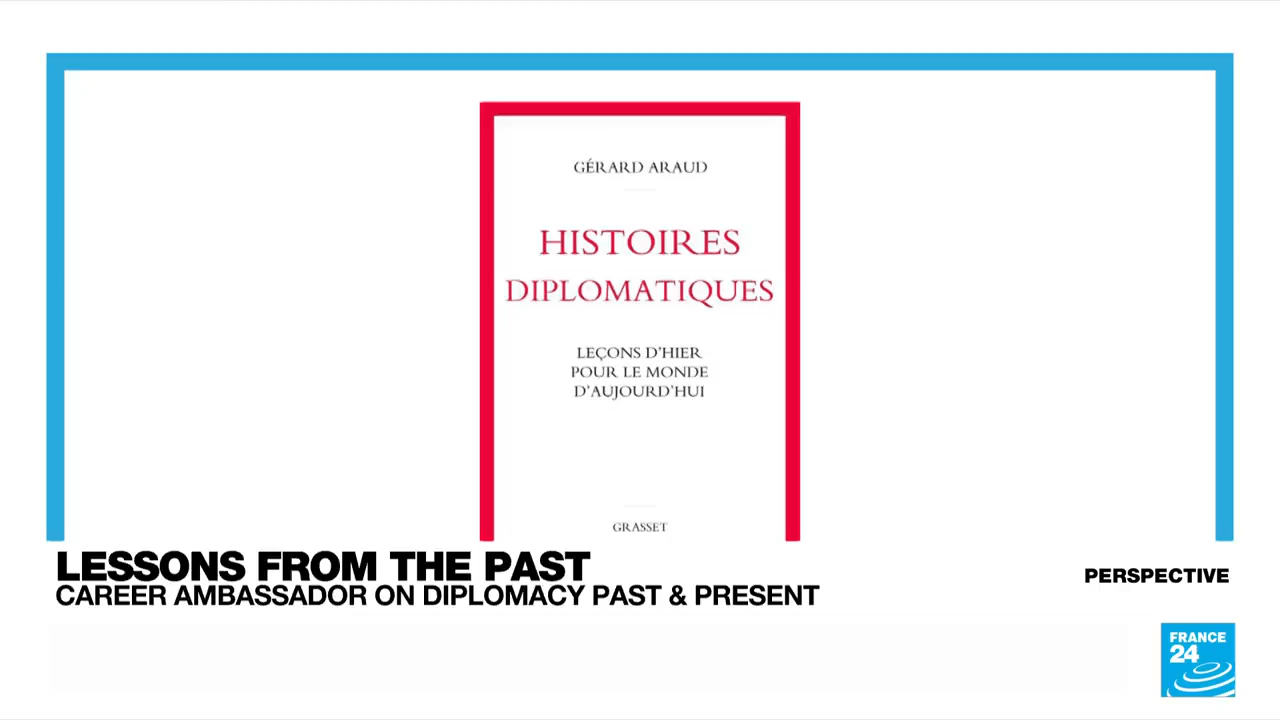 GÉRARD ARAUD
HISTOIRES
DIPLOMATIQUES
LEÇONS D'HIER
POUR LE MONDE
D'AUJOURD'HUI
GRASSET
LESSONS FROM THE PAST
CAREER AMBASSADOR ON DIPLOMACY PAST & PRESENT
PERSPECTIVE
FRANCE
24